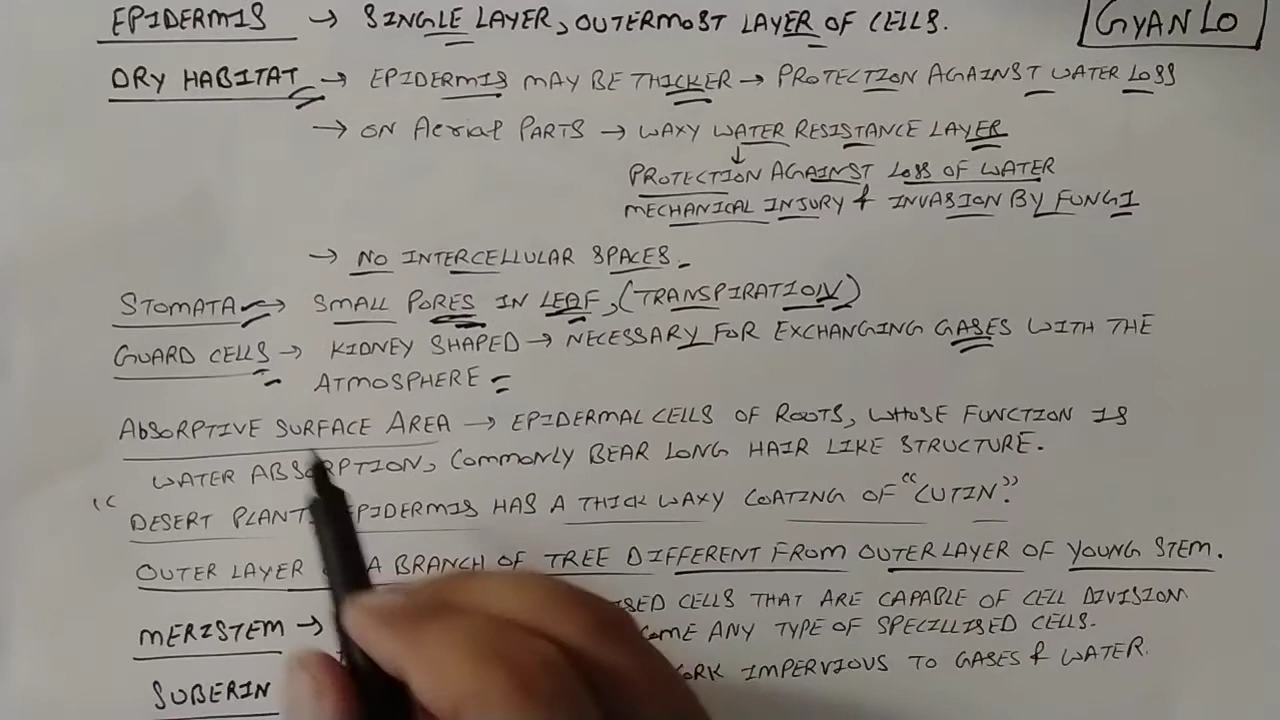 EPIDERMIS → SINGLE LAYER, OUTERMOST LAYER OF CELLS.
GYANLO
DRY HABITAT → EPIDERMIS MAY BE THICKER → PROTECTION AGAINST WATER LOSS
→ ON AErial PARTS → WAXY WATER RESISTANCE LAYER
↓
PROTECTION AGAINST LOSS OF WATER
MECHANICAL INJURY & INVASION BY FUNGI
→ NO INTERCELLULAR SPACES.
STOMATA → SMALL PORES IN LEAF, (TRANSPIRATION)
GUARD CELLS → KIDNEY SHAPED → NECESSARY FOR EXCHANGING GASES WITH THE
ATMOSPHERE
AbSORPTIVE SURFACE AREA → EPIDERMAL CELLS OF ROOTS, WHOSE FUNCTION IS
WATER ABSORPTION, COMMONLY BEAR LONG HAIR LIKE STRUCTURE.
"DESERT PLANTS EPIDERMIS HAS A THICK WAXY COATING OF "CUTIN".
OUTER LAYER A BRANCH OF TREE DIFFERENT FROM OUTER LAYER OF YOUNG STEM.
MERISTEM → CELLS THAT ARE CAPABLE OF CELL DIVISION.
ANY TYPE OF SPECILLISED CELLS.
SUBERIN IMPERVIOUS TO GASES & WATER.